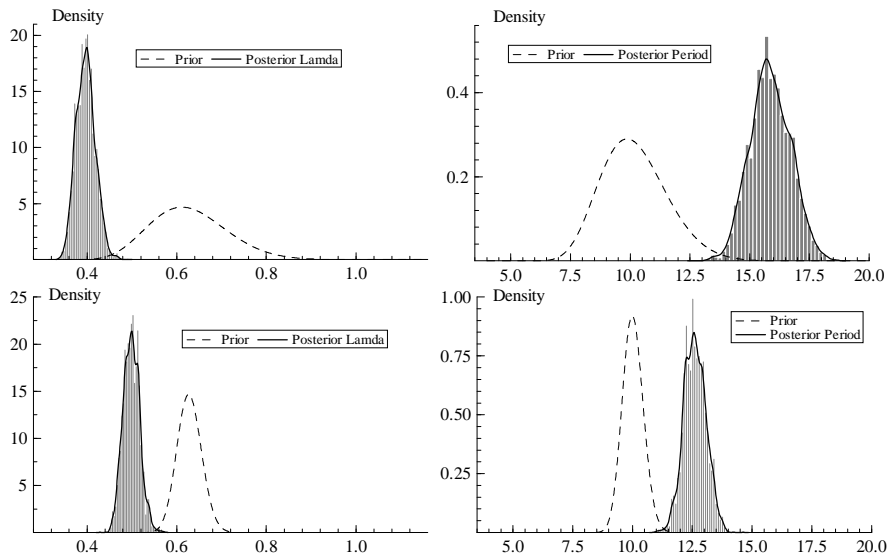 Density
20
15
10
5
Prior Posterior Lamda
0.4 0.6 0.8 1.0
Density
0.4
0.2
Prior Posterior Period
5.0 7.5 10.0 12.5 15.0 17.5 20.0
Density
25
20
15
10
5
Prior Posterior Lamda
0.4 0.6 0.8 1.0
Density
1.00
0.75
0.50
0.25
Prior
Posterior Period
5.0 7.5 10.0 12.5 15.0 17.5 20.0